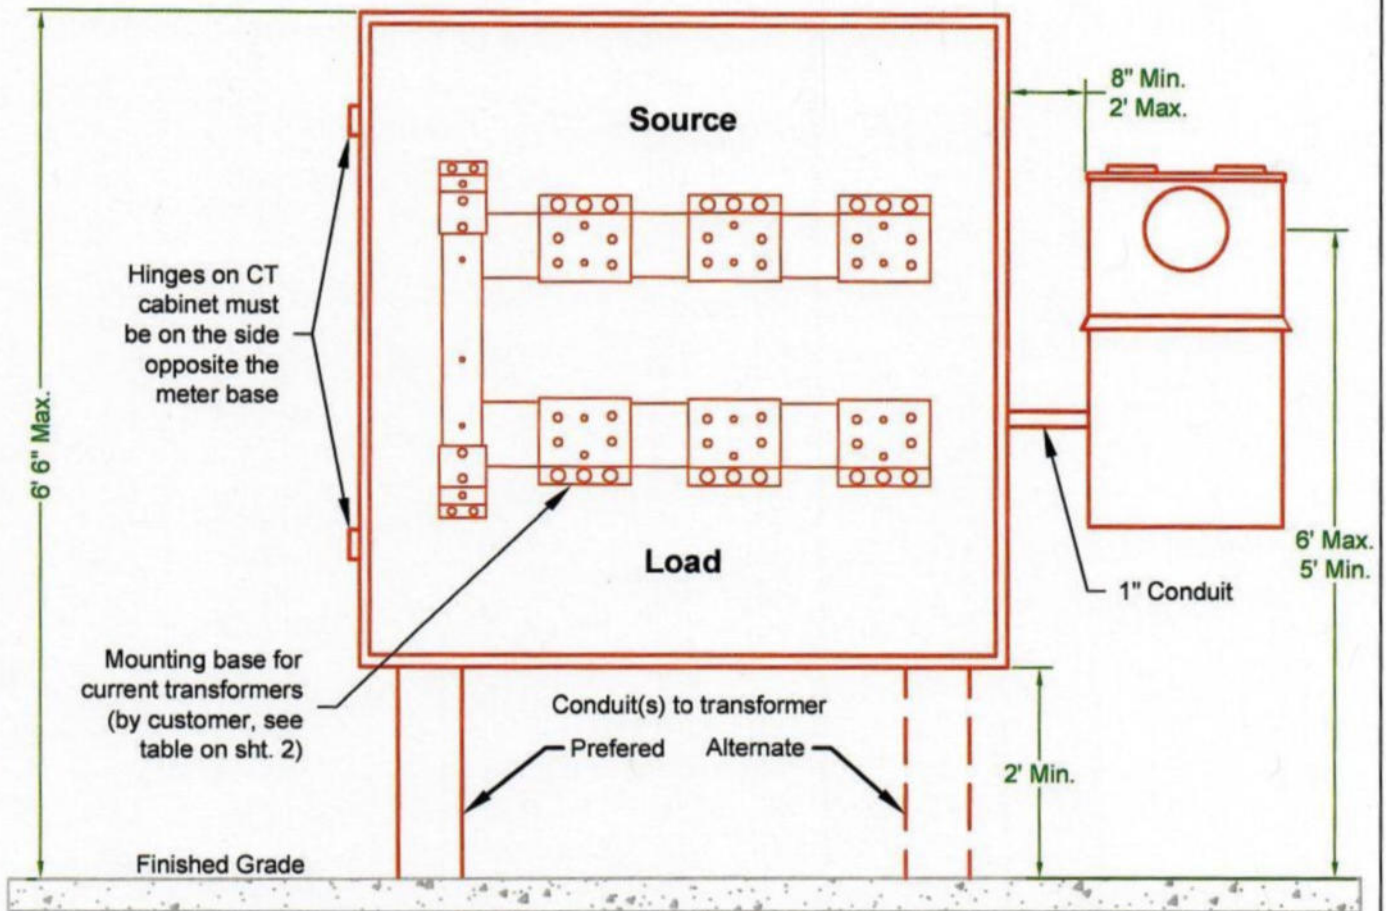 8" Min.
2' Max.
Source
Hinges on CT
cabinet must
be on the side
opposite the
meter base
6' 6" Max.
6' Max.
5' Min.
Load
1" Conduit
Mounting base for
current transformers
(by customer, see
table on sht. 2)
Conduit(s) to transformer
Prefered
Alternate
2' Min.
Finished Grade